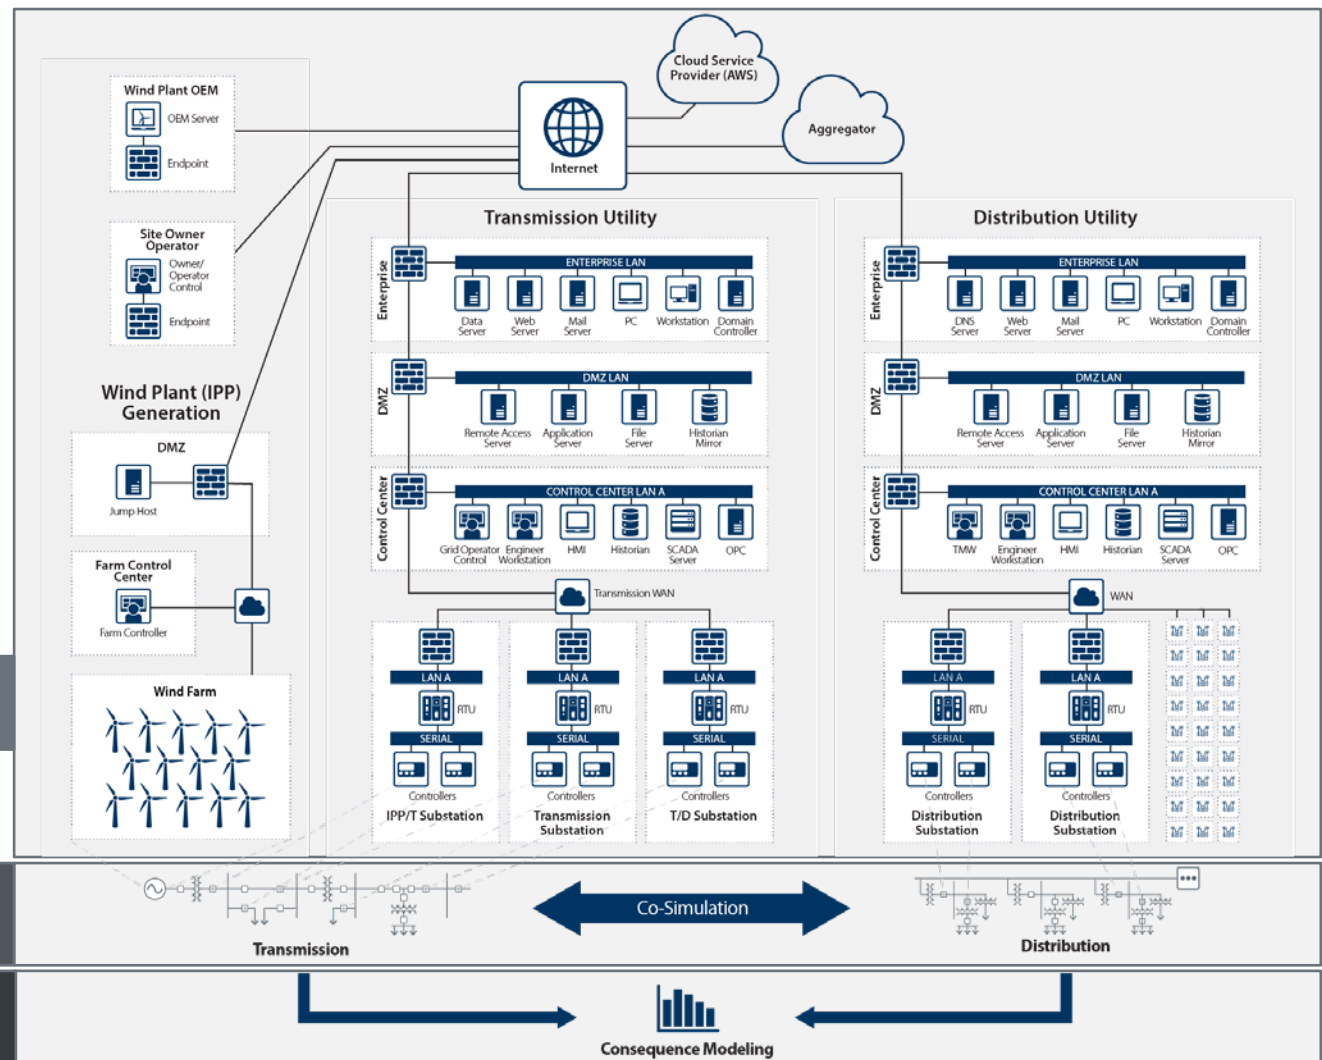 Cloud Service
Provider (AWS)
Aggregator
Internet
Wind Plant OEM
OEM Server
Endpoint
Site Owner
Operator
Owner/
Operator
Control
Endpoint
Wind Plant (IPP)
Generation
DMZ
Jump Host
Farm Control
Center
Farm Controller
Wind Farm
Transmission Utility
Enterprise
ENTERPRISE LAN
Data
Server
Web
Server
Mail
Server
PC
Workstation
Domain
Controller
DMZ
DMZ LAN
Remote Access
Server
Application
Server
File
Server
Historian
Mirror
Control Center
CONTROL CENTER LAN A
Grid Operator
Control
Engineer
Workstation
HMI
Historian
SCADA
Server
OPC
Transmission WAN
LAN A
RTU
SERIAL
Controllers
IPP/T Substation
LAN A
RTU
SERIAL
Controllers
Transmission
Substation
LAN A
RTU
SERIAL
Controllers
T/D Substation
Distribution Utility
Enterprise
ENTERPRISE LAN
DNS
Server
Web
Server
Mail
Server
PC
Workstation
Domain
Controller
DMZ
DMZ LAN
Remote Access
Server
Application
Server
File
Server
Historian
Mirror
Control Center
CONTROL CENTER LAN A
TMW
Engineer
Workstation
HMI
Historian
SCADA
Server
OPC
WAN
LAN A
RTU
SERIAL
Controllers
Distribution
Substation
LAN A
RTU
SERIAL
Controllers
Distribution
Substation
Transmission
Co-Simulation
Distribution
Consequence Modeling